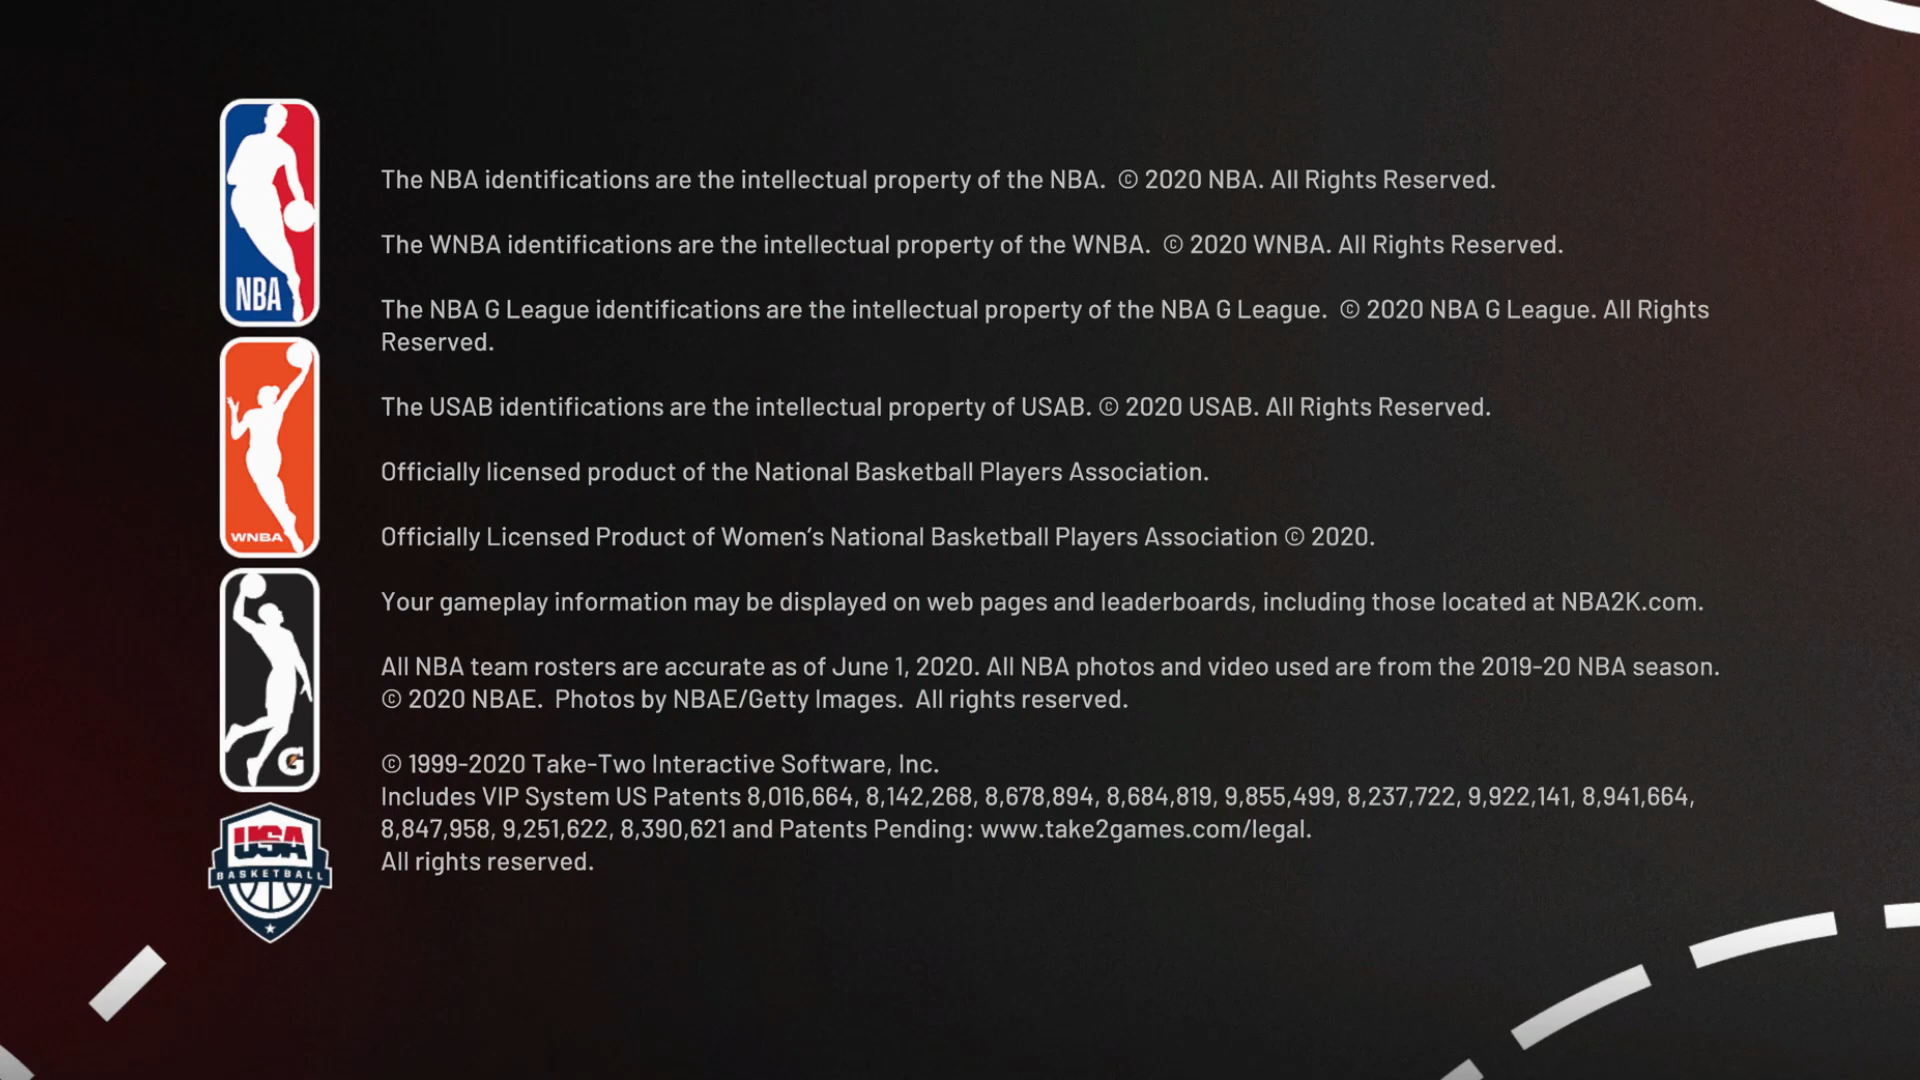 NBA
The NBA identifications are the intellectual property of the NBA.  © 2020 NBA. All Rights Reserved.
The WNBA identifications are the intellectual property of the WNBA.  © 2020 WNBA. All Rights Reserved.
The NBA G League identifications are the intellectual property of the NBA G League.  © 2020 NBA G League. All Rights
Reserved.
WNBA
The USAB identifications are the intellectual property of USAB. © 2020 USAB. All Rights Reserved.
Officially licensed product of the National Basketball Players Association.
Officially Licensed Product of Women’s National Basketball Players Association © 2020.
G
Your gameplay information may be displayed on web pages and leaderboards, including those located at NBA2K.com.
All NBA team rosters are accurate as of June 1, 2020. All NBA photos and video used are from the 2019-20 NBA season.
© 2020 NBAE.  Photos by NBAE/Getty Images.  All rights reserved.
© 1999-2020 Take-Two Interactive Software, Inc.
Includes VIP System US Patents 8,016,664, 8,142,268, 8,678,894, 8,684,819, 9,855,499, 8,237,722, 9,922,141, 8,941,664,
8,847,958, 9,251,622, 8,390,621 and Patents Pending: www.take2games.com/legal.
All rights reserved.
USA
BASKETBALL